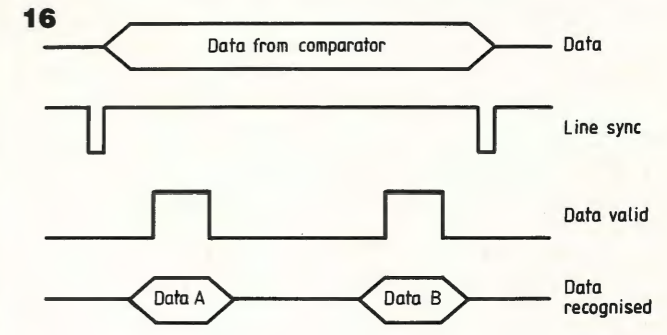 16
Data from comparator
Data
Line sync
Data valid
Data A
Data B
Data
recognised